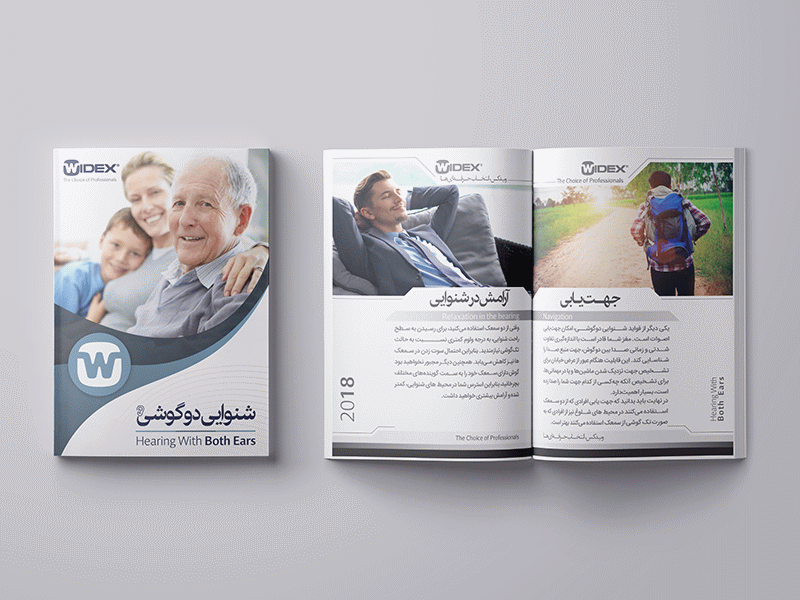 WIDEX®
The Choice of Professionals
W
شنوایی دو گوشی
Hearing With Both Ears
WIDEX®
ویدکس انتخاب حرفه‌ای ها
آرامش در شنوایی
Relaxation in the hearing
وقتی از دو سمعک استفاده می‌کنید، برای رسیدن به سطح
راحت شنوایی، به درجه ولوم کمتری نسبت به حالت
تک گوشی نیازمندید. بنابراین احتمال سوت زدن در سمعک
ها نیز کاهش می‌یابد. همچنین دیگر مجبور نخواهید بود
گوش دارای سمعک خود را به سمت گوینده‌های مختلف
بچرخانید بنابراین استرس شما در محیط های شنوایی، کمتر
شده و آرامش بیشتری خواهید داشت.
2018
The Choice of Professionals
WIDEX®
The Choice of Professionals
جهت یابی
Navigation
یکی دیگر از فواید شنوایی دوگوشی، امکان جهت‌یابی
اصوات است. مغز شما قادر است با اندازه‌گیری تفاوت
شدتی و زمانی صدا بین دو گوش، جهت منبع صدا را
شناسایی کند. این قابلیت هنگام عبور از عرض خیابان برای
تشخیص جهت نزدیک شدن ماشین‌ها و یا در مهمانی‌ها
برای تشخیص آنکه چه کسی از کدام جهت شما را صدا زده
است، بسیار اهمیت دارد.
در نهایت باید بدانید که جهت یابی افرادی که از دو سمعک
استفاده می‌کنند در محیط های شلوغ نیز از افرادی که به
صورت تک گوشی از سمعک استفاده می‌کنند بهتر است.
Hearing With
Both Ears
ویدکس انتخاب حرفه‌ای ها